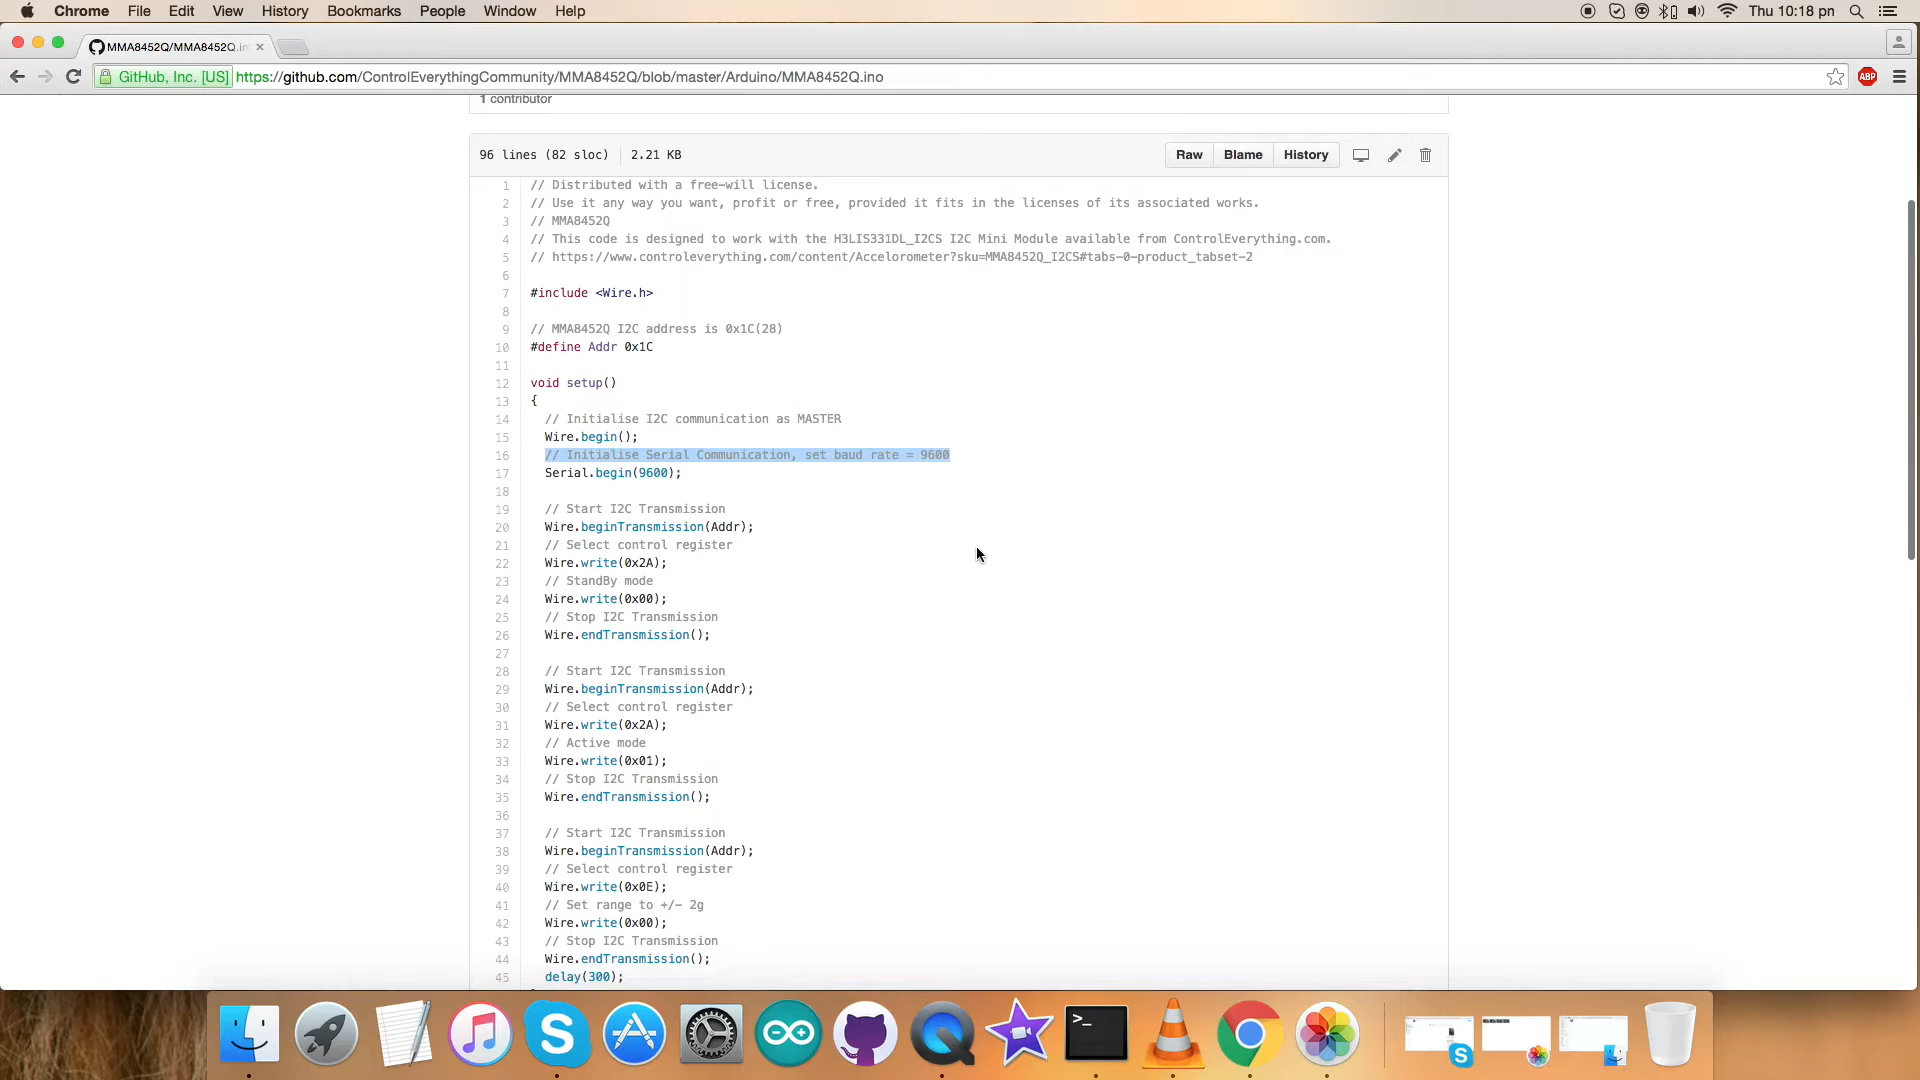 Chrome File Edit View History Bookmarks People Window Help Thu 10:18 pm
MMA8452Q/MMA8452Q.in
GitHub, Inc. [US] https://github.com/ControlEverythingCommunity/MMA8452Q/blob/master/Arduino/MMA8452Q.ino ABP
1 contributor
96 lines (82 sloc) 2.21 KB Raw Blame History
1 // Distributed with a free-will license.
2 // Use it any way you want, profit or free, provided it fits in the licenses of its associated works.
3 // MMA8452Q
4 // This code is designed to work with the H3LIS331DL_I2CS I2C Mini Module available from ControlEverything.com.
5 // https://www.controleverything.com/content/Accelorometer?sku=MMA8452Q_I2CS#tabs-0-product_tabset-2
6
7 #include <Wire.h>
8
9 // MMA8452Q I2C address is 0x1C(28)
10 #define Addr 0x1C
11
12 void setup()
13 {
14 // Initialise I2C communication as MASTER
15 Wire.begin();
16 // Initialise Serial Communication, set baud rate = 9600
17 Serial.begin(9600);
18
19 // Start I2C Transmission
20 Wire.beginTransmission(Addr);
21 // Select control register
22 Wire.write(0x2A);
23 // StandBy mode
24 Wire.write(0x00);
25 // Stop I2C Transmission
26 Wire.endTransmission();
27
28 // Start I2C Transmission
29 Wire.beginTransmission(Addr);
30 // Select control register
31 Wire.write(0x2A);
32 // Active mode
33 Wire.write(0x01);
34 // Stop I2C Transmission
35 Wire.endTransmission();
36
37 // Start I2C Transmission
38 Wire.beginTransmission(Addr);
39 // Select control register
40 Wire.write(0x0E);
41 // Set range to +/- 2g
42 Wire.write(0x00);
43 // Stop I2C Transmission
44 Wire.endTransmission();
45 delay(300);